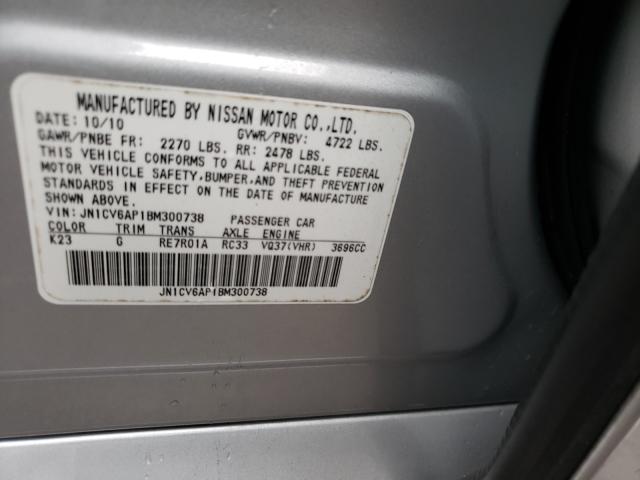 MANUFACTURED BY NISSAN MOTOR CO.,LTD.
DATE: 10/10 GVWR/PNBV: 4722 LBS.
GAWR/PNBE FR: 2270 LBS. RR: 2478 LBS.
THIS VEHICLE CONFORMS TO ALL APPLICABLE FEDERAL
MOTOR VEHICLE SAFETY, BUMPER, AND THEFT PREVENTION
STANDARDS IN EFFECT ON THE DATE OF MANUFACTURE
SHOWN ABOVE.
VIN: JN1CV6AP1BM300738 PASSENGER CAR
COLOR TRIM TRANS AXLE ENGINE
K23 G RE7R01A RC33 VQ37(VHR) 3696CC
JN1CV6AP1BM300738